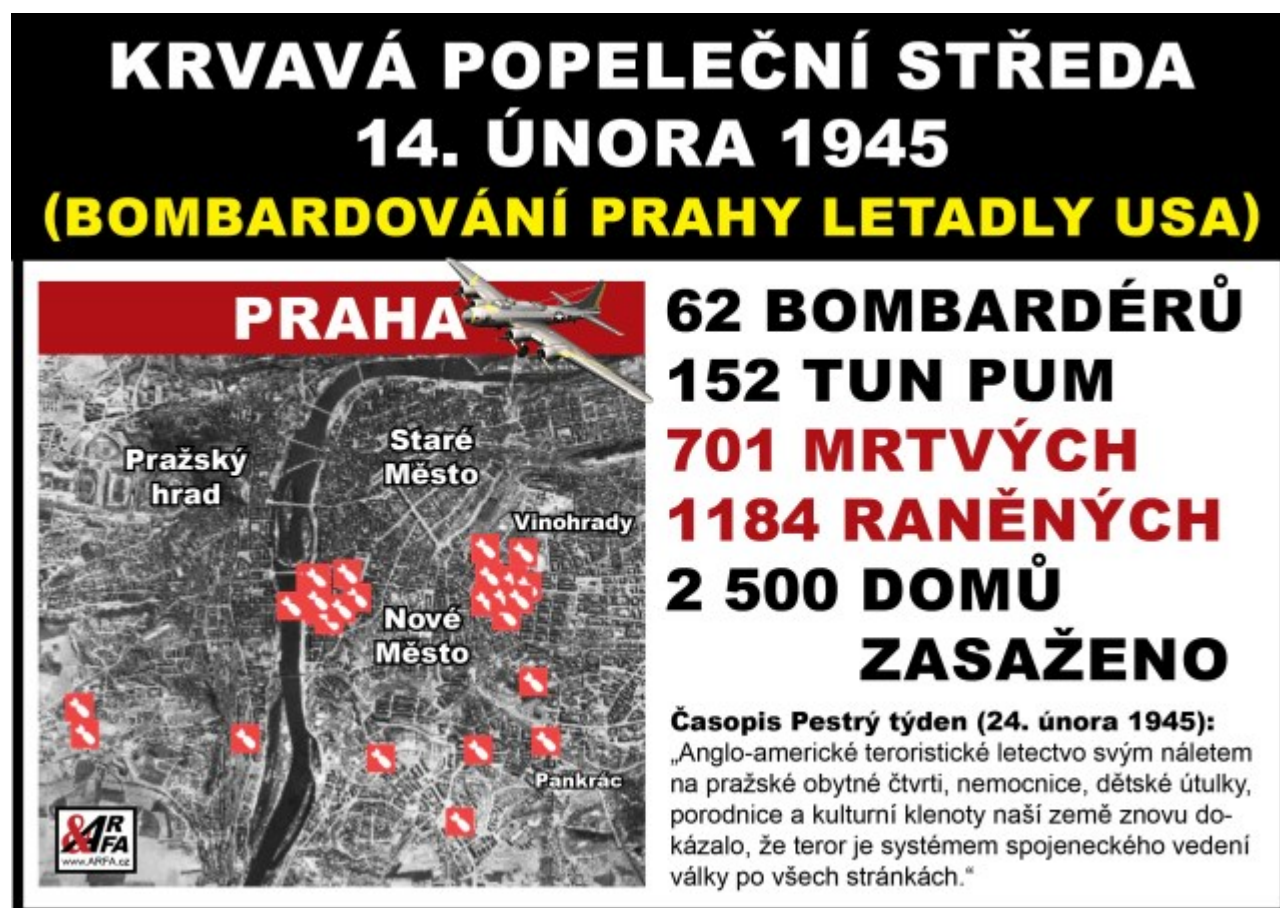 KRVAVÁ POPELEČNÍ STŘEDA
14. ÚNORA 1945
(BOMBARDOVÁNÍ PRAHY LETADLY USA)
PRAHA
Pražský
hrad
Staré
Město
Vinohrady
Nové
Město
Pankrác
&ARFA
www.ARFA.cz
62 BOMBARDÉRŮ
152 TUN PUM
701 MRTVÝCH
1184 RANĚNÝCH
2 500 DOMŮ
ZASAŽENO
Časopis Pestrý týden (24. února 1945):
„Anglo-americké teroristické letectvo svým náletem
na pražské obytné čtvrti, nemocnice, dětské útulky,
porodnice a kulturní klenoty naší země znovu do-
kázalo, že teror je systémem spojeneckého vedení
války po všech stránkách.“